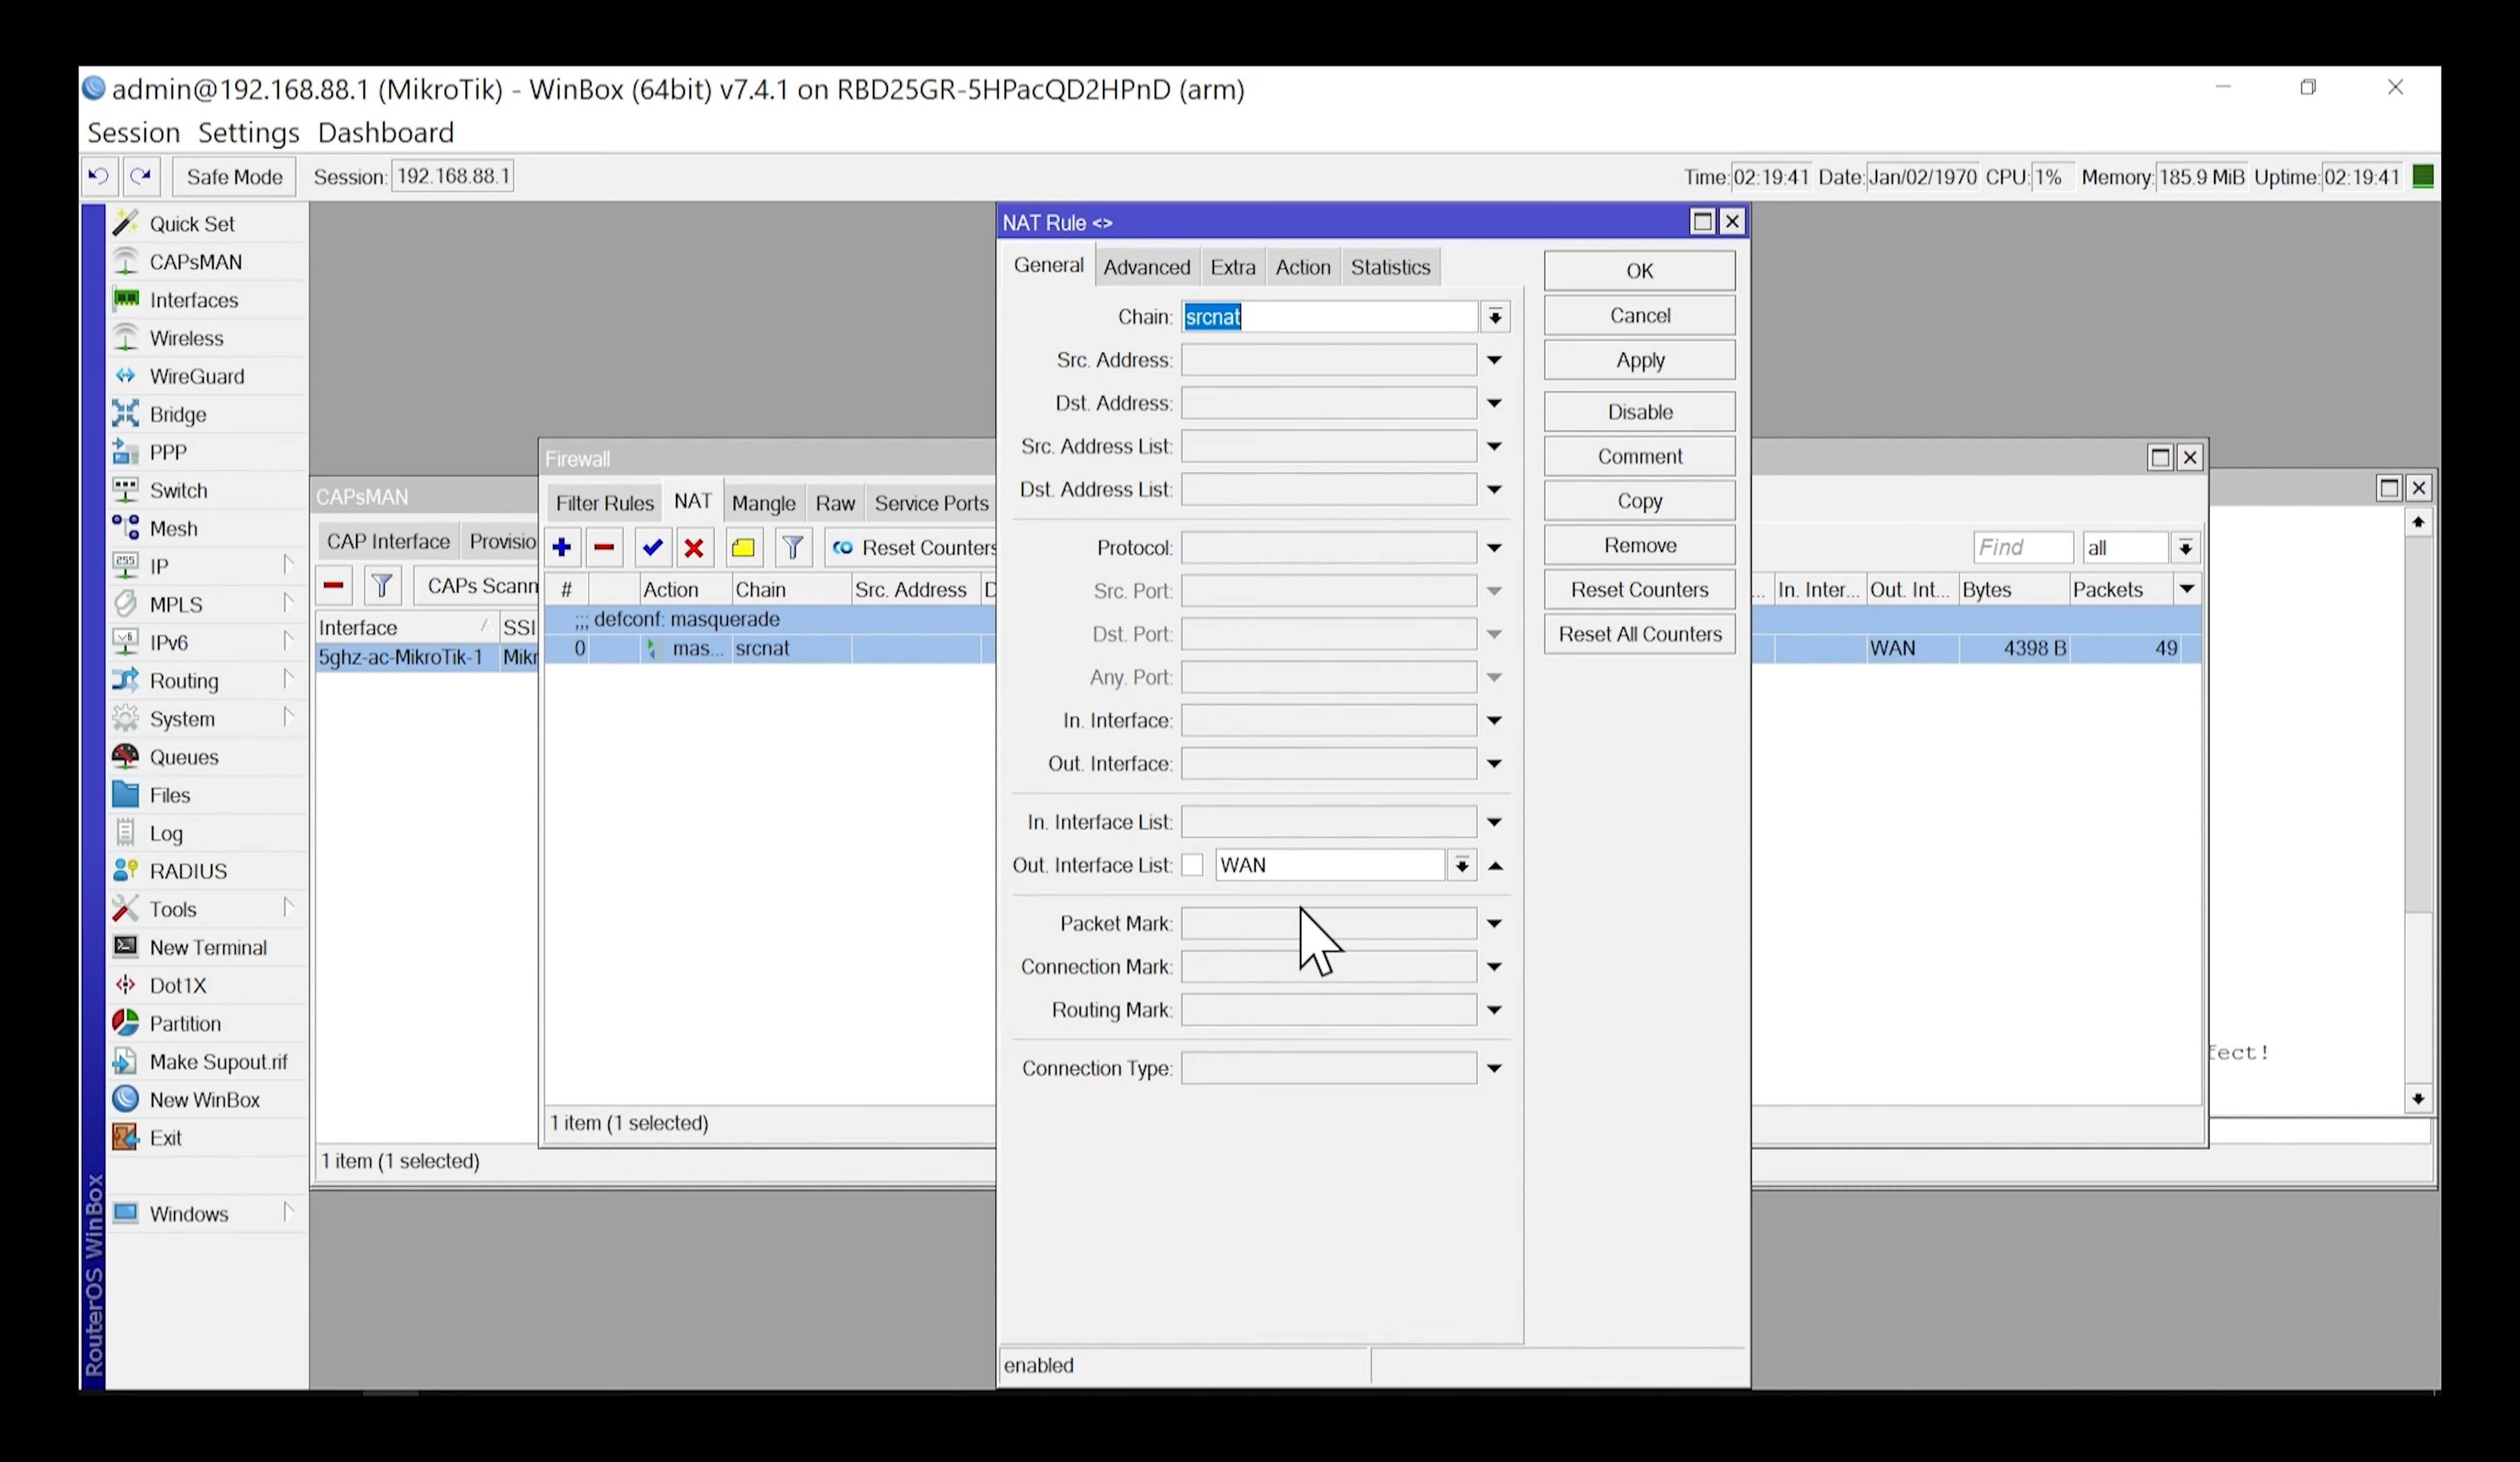 admin@192.168.88.1 (MikroTik) - WinBox (64bit) v7.4.1 on RBD25GR-5HPacQD2HPnD (arm)
Session Settings Dashboard
Safe Mode Session: 192.168.88.1 Time: 02:19:41 Date: Jan/02/1970 CPU: 1% Memory: 185.9 MiB Uptime: 02:19:41
Quick Set
CAPsMAN
Interfaces
Wireless
WireGuard
Bridge
PPP
Switch
Mesh
255
IP
MPLS
v6
IPv6
Routing
System
Queues
Files
Log
RADIUS
Tools
New Terminal
Dot1X
Partition
Make Supout.rif
New WinBox
Exit
Windows
RouterOS WinBox
CAPsMAN
CAP Interface Provisio
CAPs Scann
Interface SSI
5ghz-ac-MikroTik-1 Mikr
1 item (1 selected)
Firewall
Filter Rules NAT Mangle Raw Service Ports
Reset Counters Find all
# Action Chain Src. Address D ... In. Inter... Out. Int... Bytes Packets
;;; defconf: masquerade
0 mas... srcnat WAN 4398 B 49
1 item (1 selected)
NAT Rule <>
General Advanced Extra Action Statistics
Chain: srcnat
Src. Address:
Dst. Address:
Src. Address List:
Dst. Address List:
Protocol:
Src. Port:
Dst. Port:
Any. Port:
In. Interface:
Out. Interface:
In. Interface List:
Out. Interface List: WAN
Packet Mark:
Connection Mark:
Routing Mark:
Connection Type:
OK
Cancel
Apply
Disable
Comment
Copy
Remove
Reset Counters
Reset All Counters
enabled
fect!